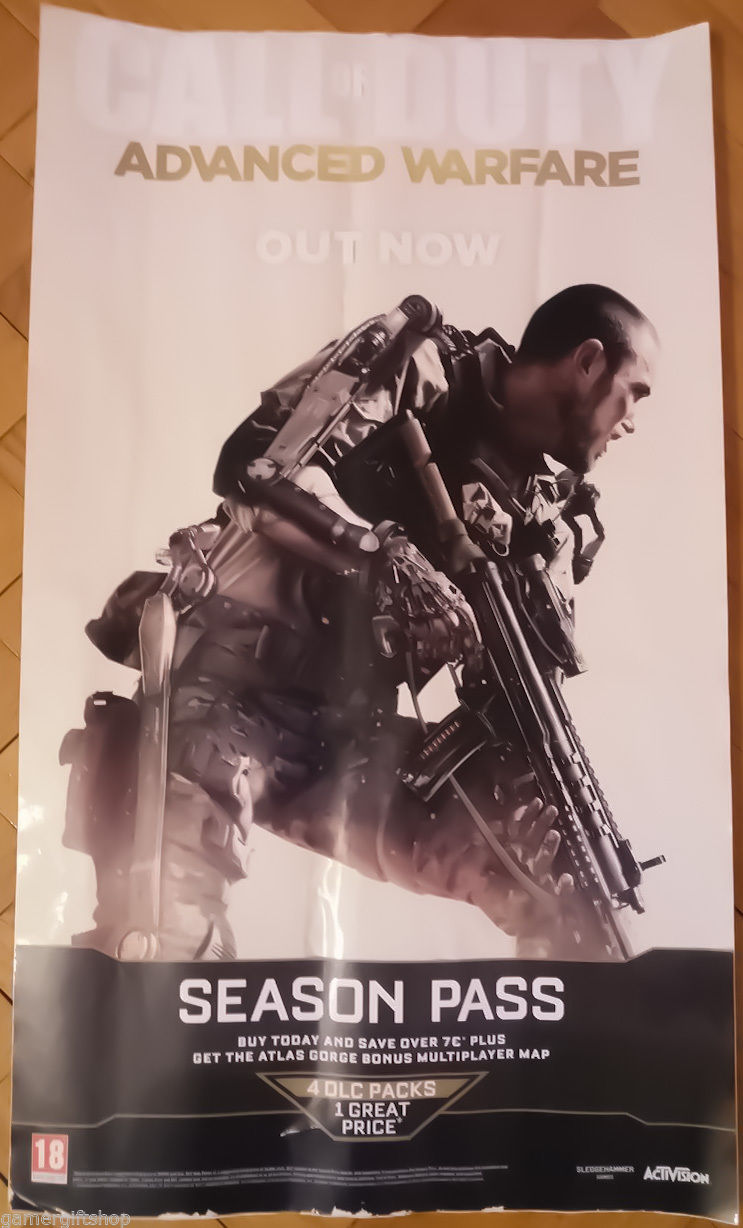 CALL OF DUTY
ADVANCED WARFARE
OUT NOW
SEASON PASS
BUY TODAY AND SAVE OVER 7€* PLUS
GET THE ATLAS GORGE BONUS MULTIPLAYER MAP
4 DLC PACKS
1 GREAT
PRICE*
18
SLEDGEHAMMER
GAMES
ACTIVISION
gamergiftshop